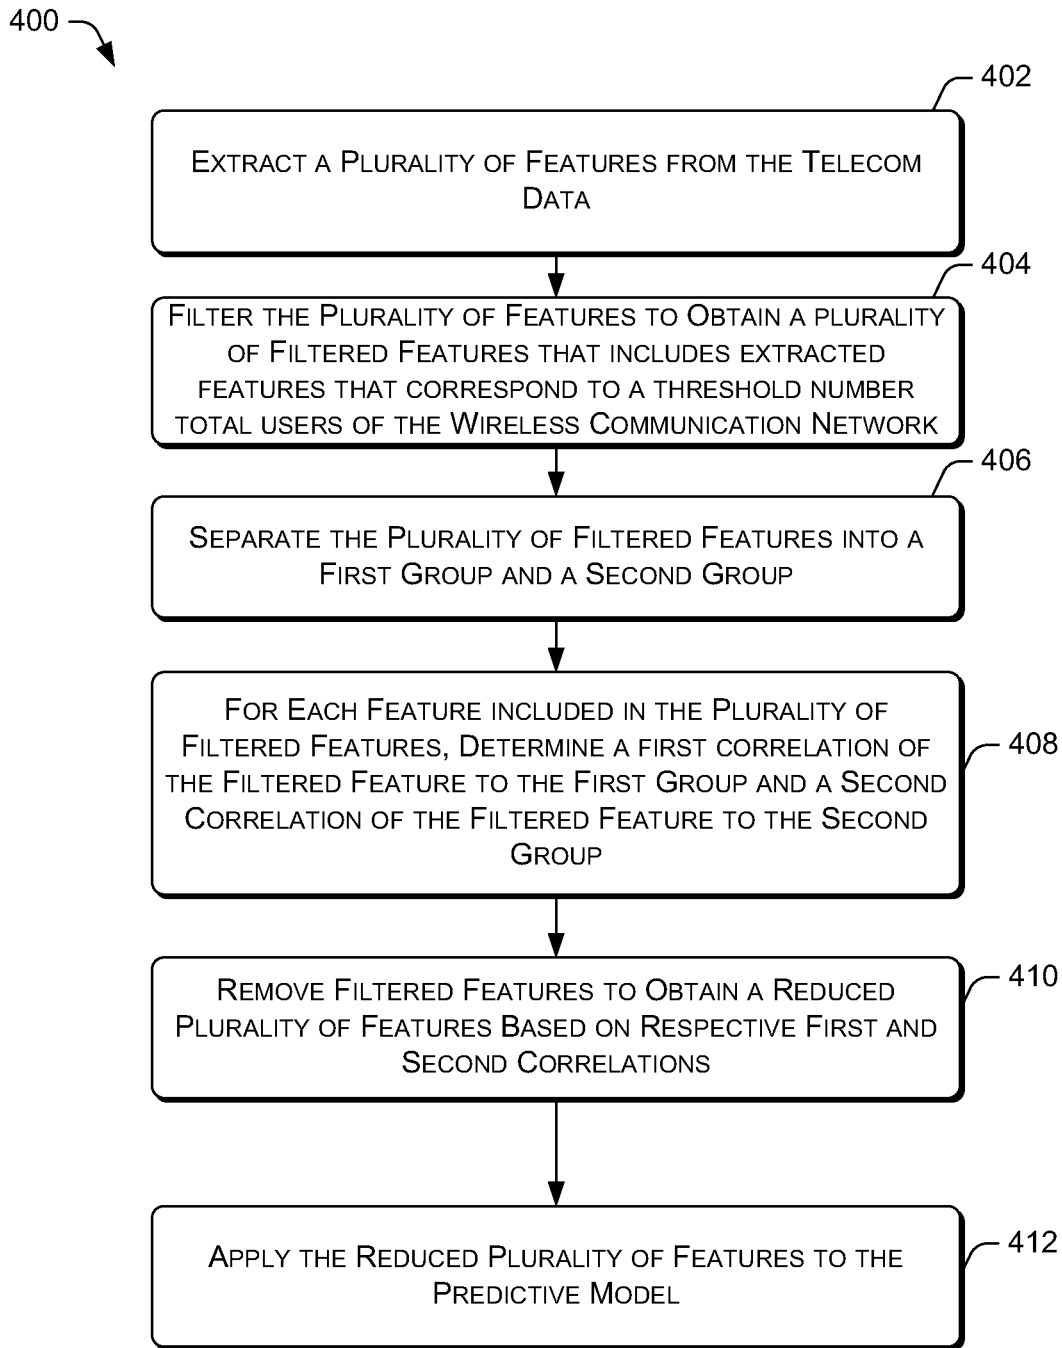 400
402
EXTRACT A PLURALITY OF FEATURES FROM THE TELECOM
DATA
404
FILTER THE PLURALITY OF FEATURES TO OBTAIN A PLURALITY
OF FILTERED FEATURES THAT INCLUDES EXTRACTED
FEATURES THAT CORRESPOND TO A THRESHOLD NUMBER
TOTAL USERS OF THE WIRELESS COMMUNICATION NETWORK
406
SEPARATE THE PLURALITY OF FILTERED FEATURES INTO A
FIRST GROUP AND A SECOND GROUP
FOR EACH FEATURE INCLUDED IN THE PLURALITY OF
FILTERED FEATURES, DETERMINE A FIRST CORRELATION OF
THE FILTERED FEATURE TO THE FIRST GROUP AND A SECOND
CORRELATION OF THE FILTERED FEATURE TO THE SECOND
GROUP
408
REMOVE FILTERED FEATURES TO OBTAIN A REDUCED
PLURALITY OF FEATURES BASED ON RESPECTIVE FIRST AND
SECOND CORRELATIONS
410
APPLY THE REDUCED PLURALITY OF FEATURES TO THE
PREDICTIVE MODEL
412